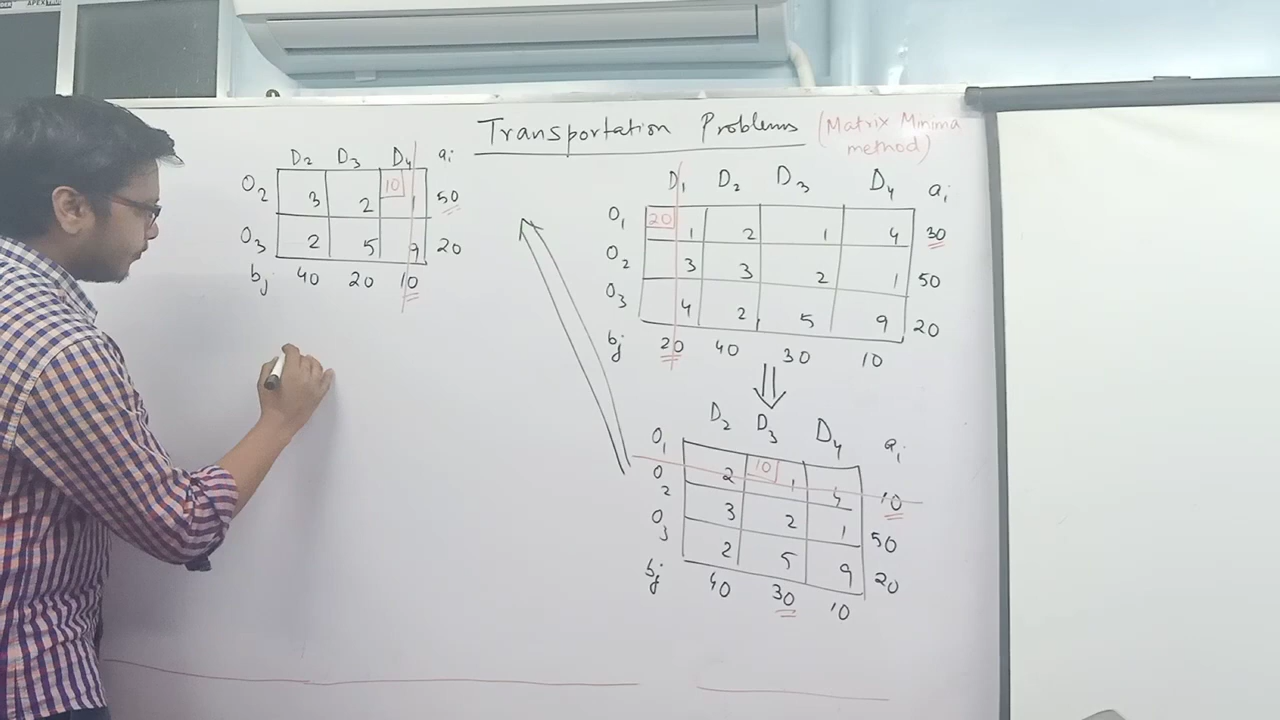 Transportation Problems (Matrix Minima method)
D2 D3 D4 ai
O2 3 2 10 1 50
O3 2 5 9 20
bj 40 20 10
D1 D2 D3 D4 ai
O1 20 1 2 1 4 30
O2 3 3 2 1 50
O3 4 2 5 9 20
bj 20 40 30 10
D2 D3 D4 ai
O1 2 10 1 4 10
O2 3 2 1 50
O3 2 5 9 20
bj 40 30 10